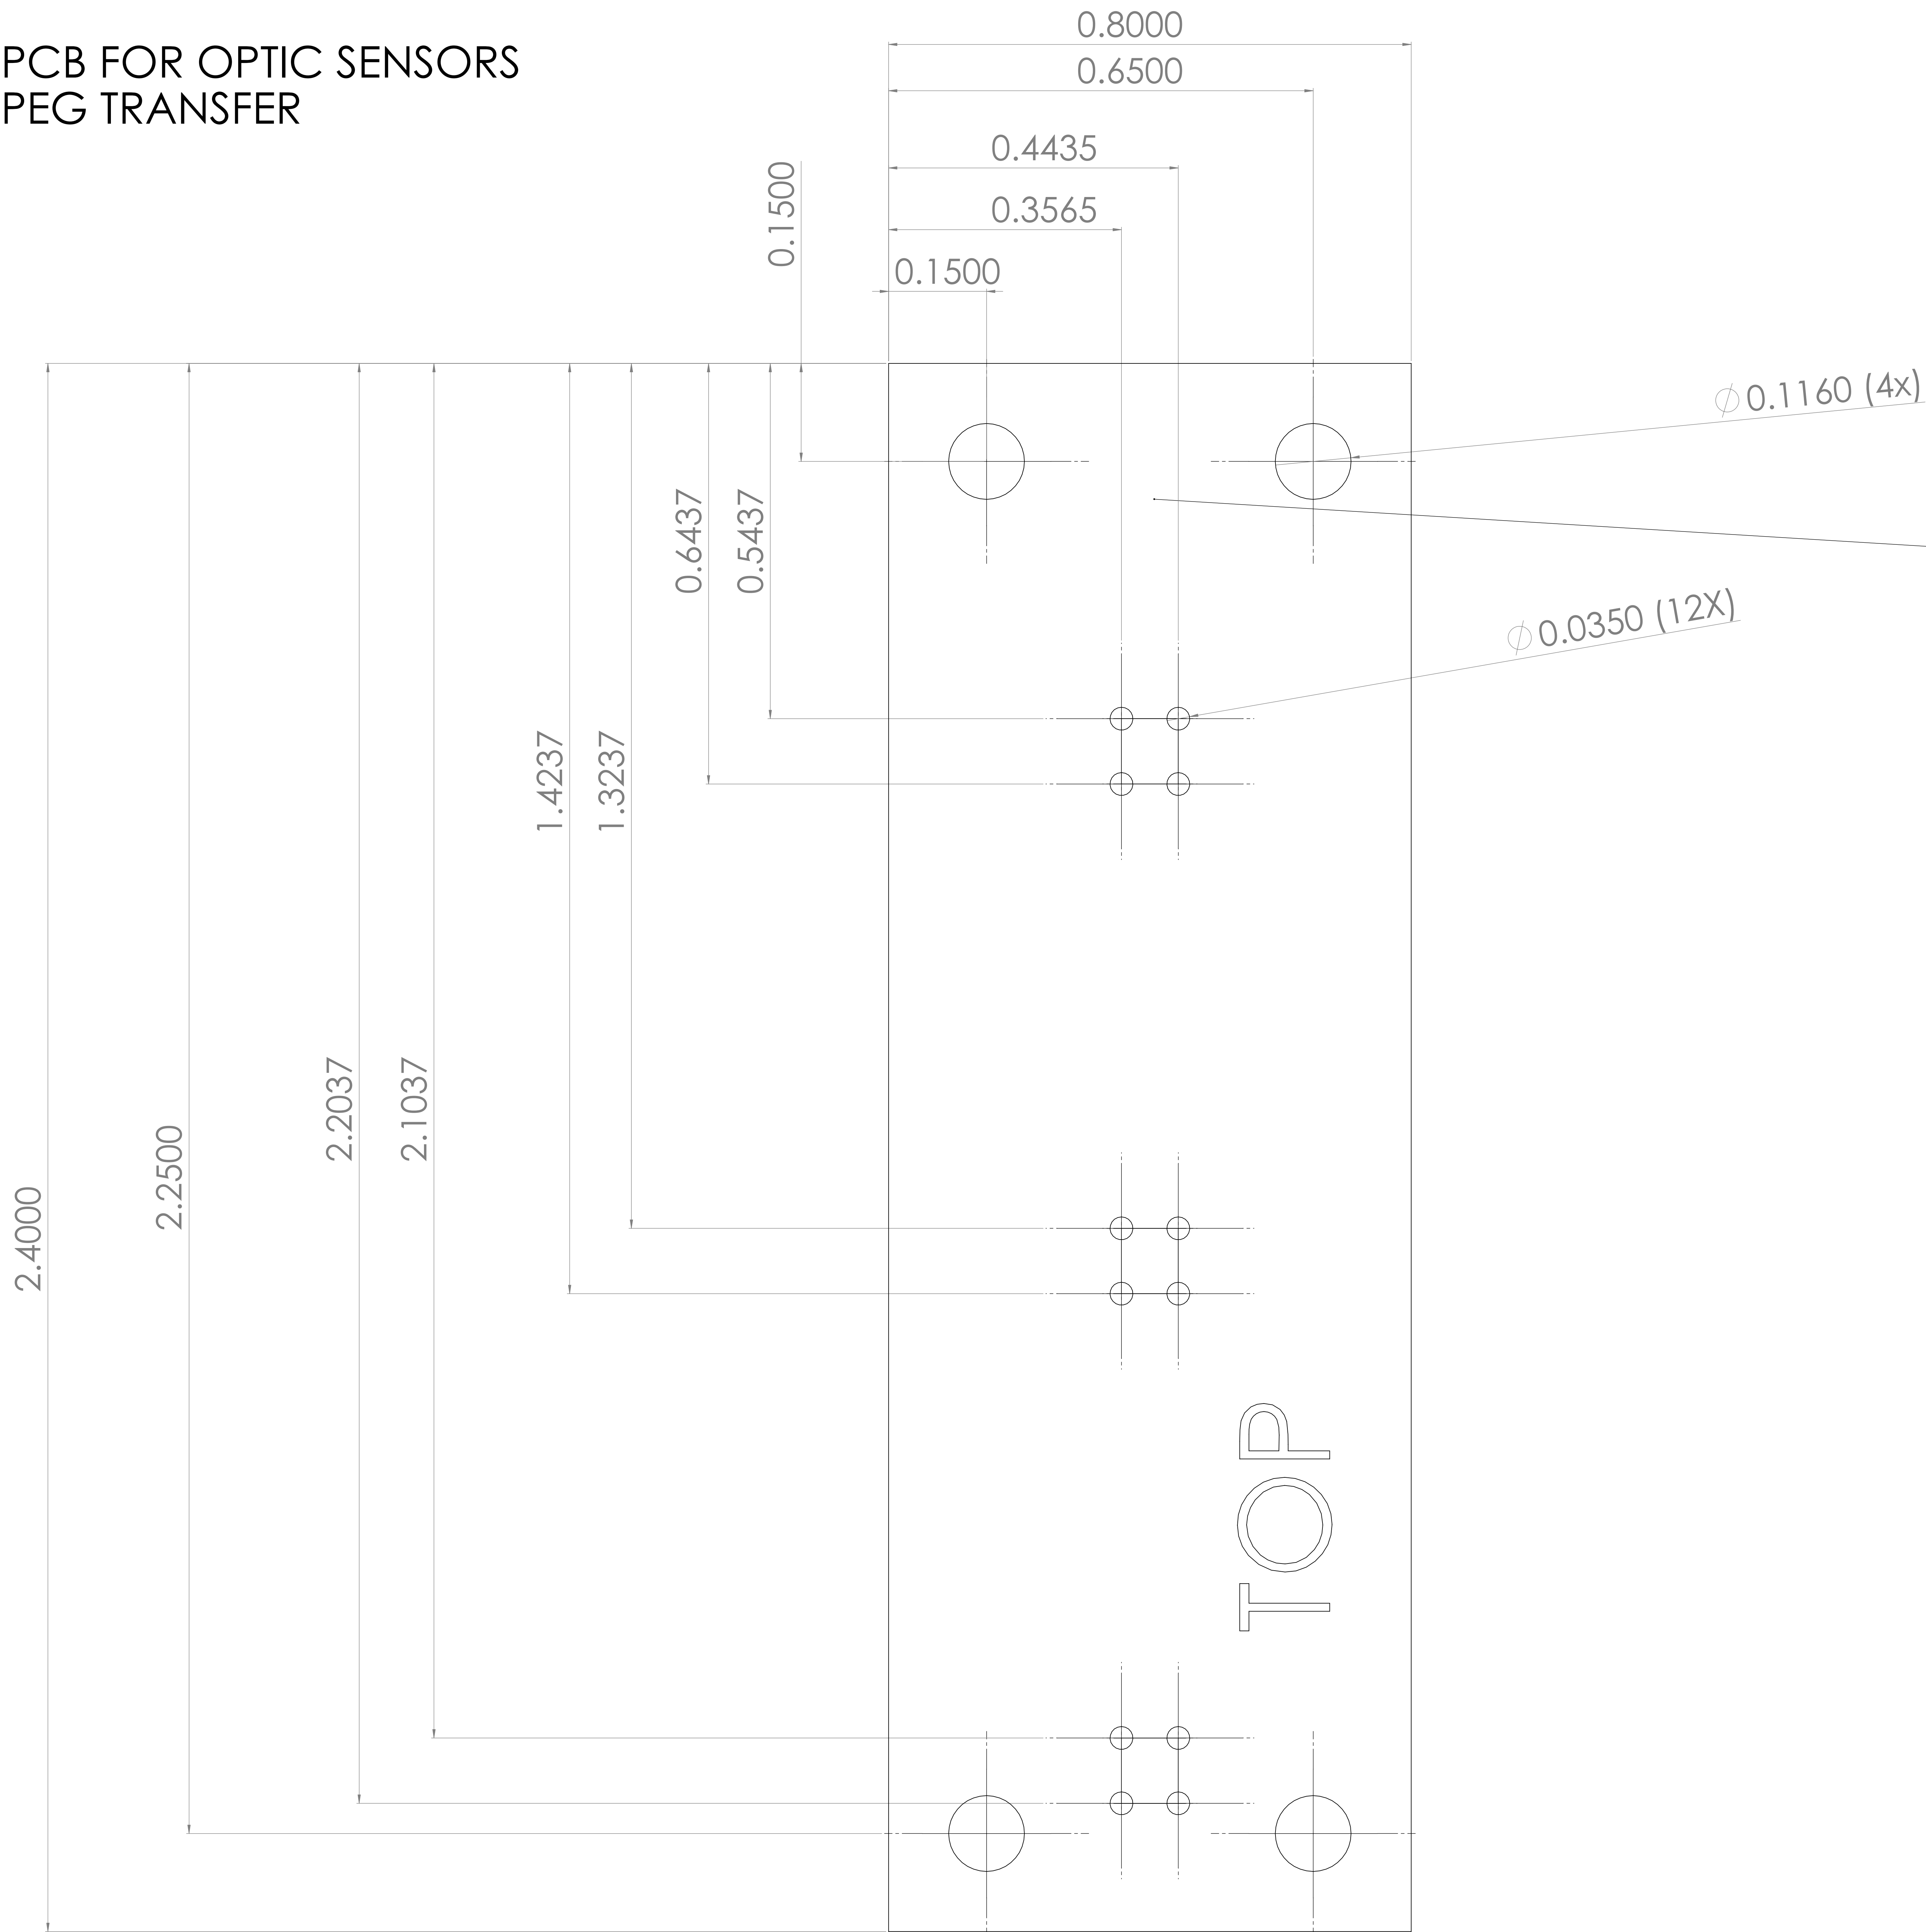 PCB FOR OPTIC SENSORS
PEG TRANSFER
0.8000
0.6500
0.4435
0.3565
0.1500
0.1500
∅ 0.1160 (4x)
0.6437
0.5437
∅ 0.0350 (12X)
1.4237
1.3237
2.2037
2.1037
2.2500
2.4000
TOP